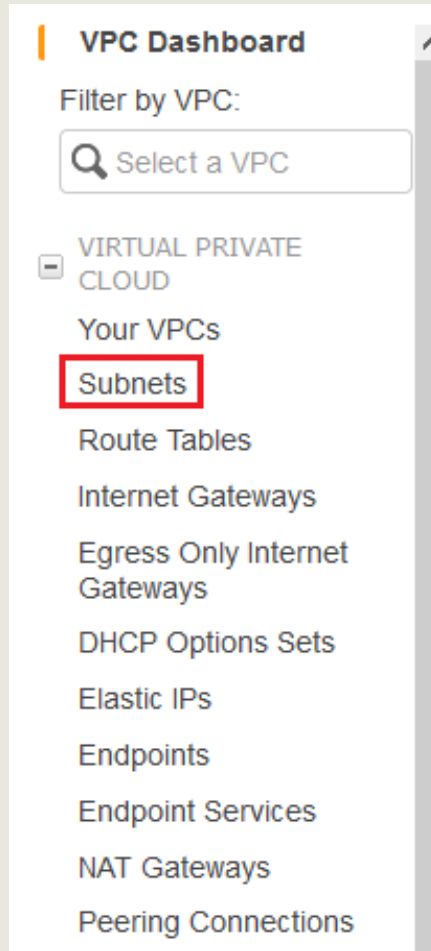 VPC Dashboard
Filter by VPC:
Select a VPC
VIRTUAL PRIVATE
CLOUD
Your VPCs
Subnets
Route Tables
Internet Gateways
Egress Only Internet
Gateways
DHCP Options Sets
Elastic IPs
Endpoints
Endpoint Services
NAT Gateways
Peering Connections